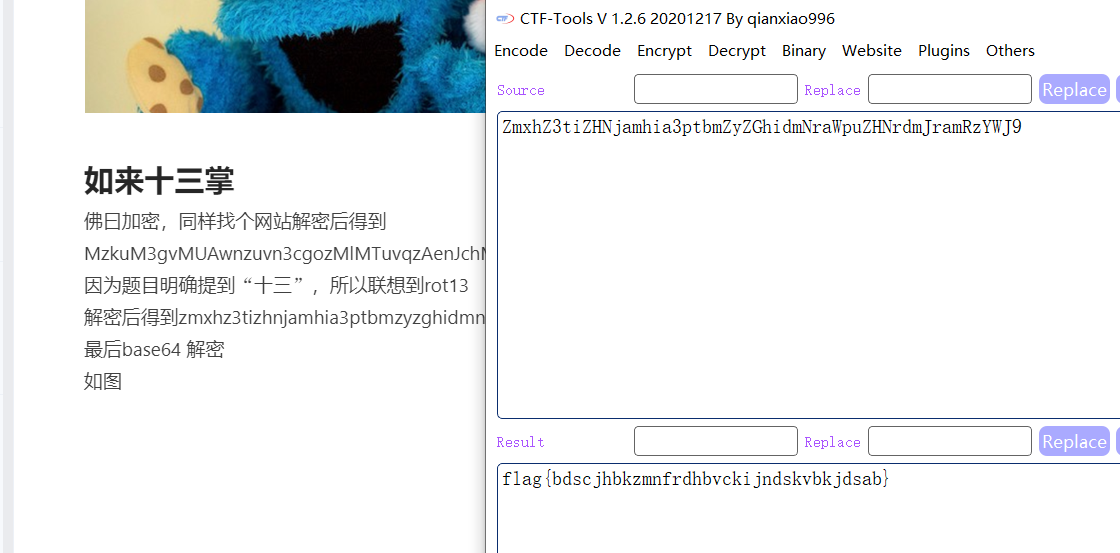 如来十三掌
佛曰加密，同样找个网站解密后得到
MzkuM3gvMUAwnzuvn3cgozMlMTuvqzAenJchM
因为题目明确提到“十三”，所以联想到rot13
解密后得到zmxhz3tizhnjamhia3ptbmzyzghidmn
最后base64 解密
如图
CTF-Tools V 1.2.6 20201217 By qianxiao996
Encode Decode Encrypt Decrypt Binary Website Plugins Others
Source Replace Replace
ZmxhZ3tiZHNjamhia3ptbmZyZGhidmNraWpuZHNrdmJramRzYWJ9
Result Replace Replace
flag{bdscjhbkzmnfrdhbvckijndskvbkjdsab}